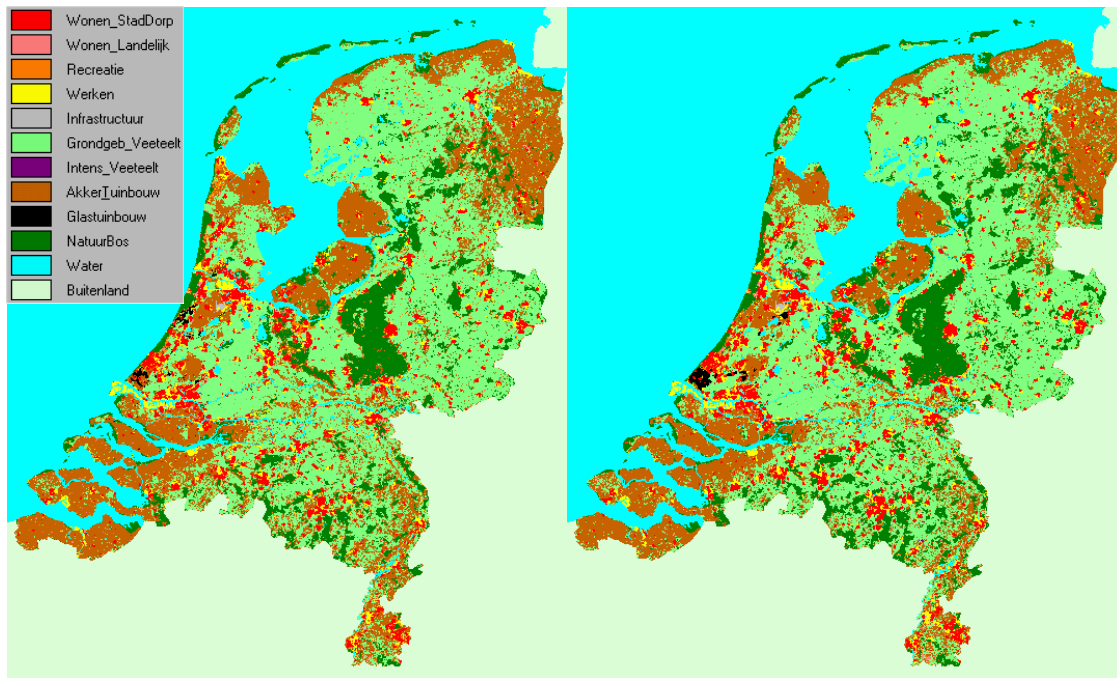 Wonen_StadDorp
Wonen_Landelijk
Recreatie
Werken
Infrastructuur
Grondgeb_Veeteelt
Intens_Veeteelt
AkkerTuinbouw
Glastuinbouw
NatuurBos
Water
Buitenland